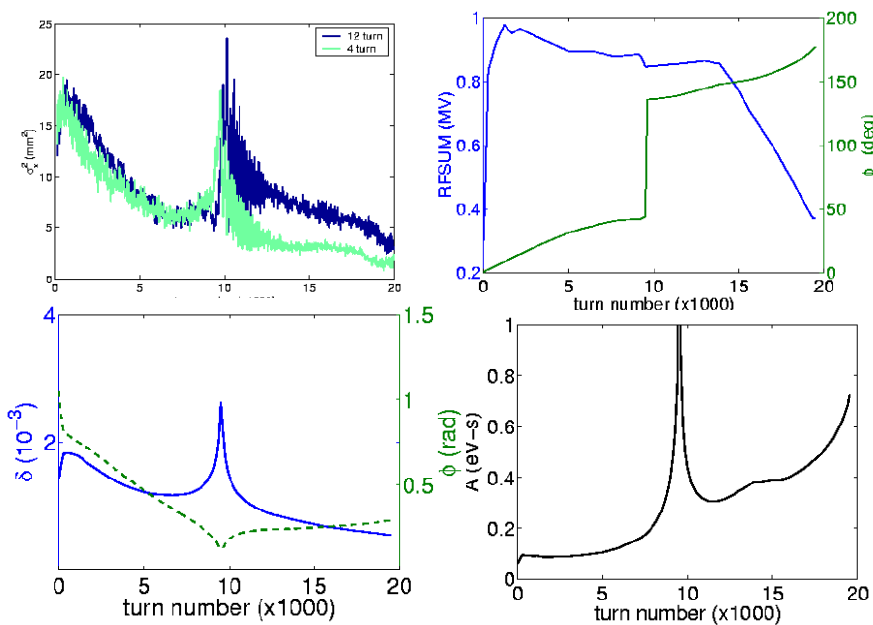 12 turn
4 turn
25
20
15
10
5
0
σx² (mm²)
0 5 10 15 20
RFSUM (MV)
1
0.8
0.6
0.4
0.2
200
150
100
50
0
ϕ (deg)
0 5 10 15 20
turn number (x1000)
δ (10⁻³)
4
2
1.5
1
0.5
ϕ (rad)
0 5 10 15 20
turn number (x1000)
A (eV-s)
1
0.8
0.6
0.4
0.2
0
0 5 10 15 20
turn number (x1000)